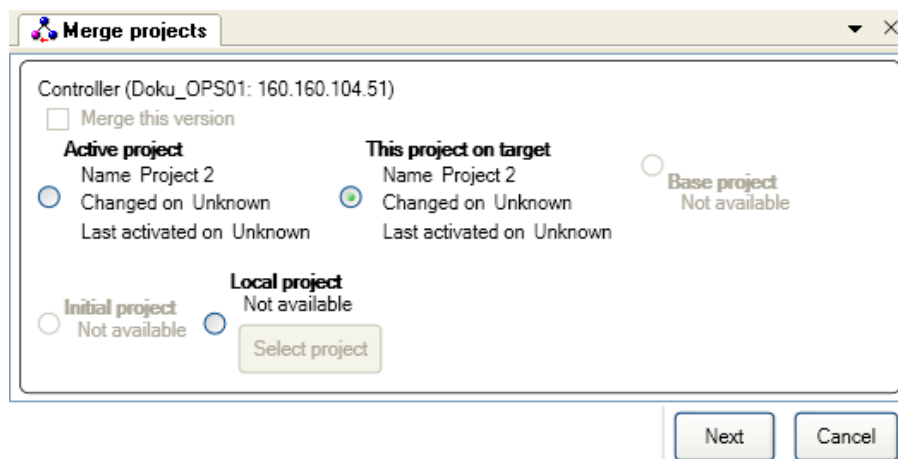 Merge projects
Controller (Doku_OPS01: 160.160.104.51)
Merge this version
Active project
Name Project 2
Changed on Unknown
Last activated on Unknown
This project on target
Name Project 2
Changed on Unknown
Last activated on Unknown
Base project
Not available
Initial project
Not available
Local project
Not available
Select project
Next
Cancel